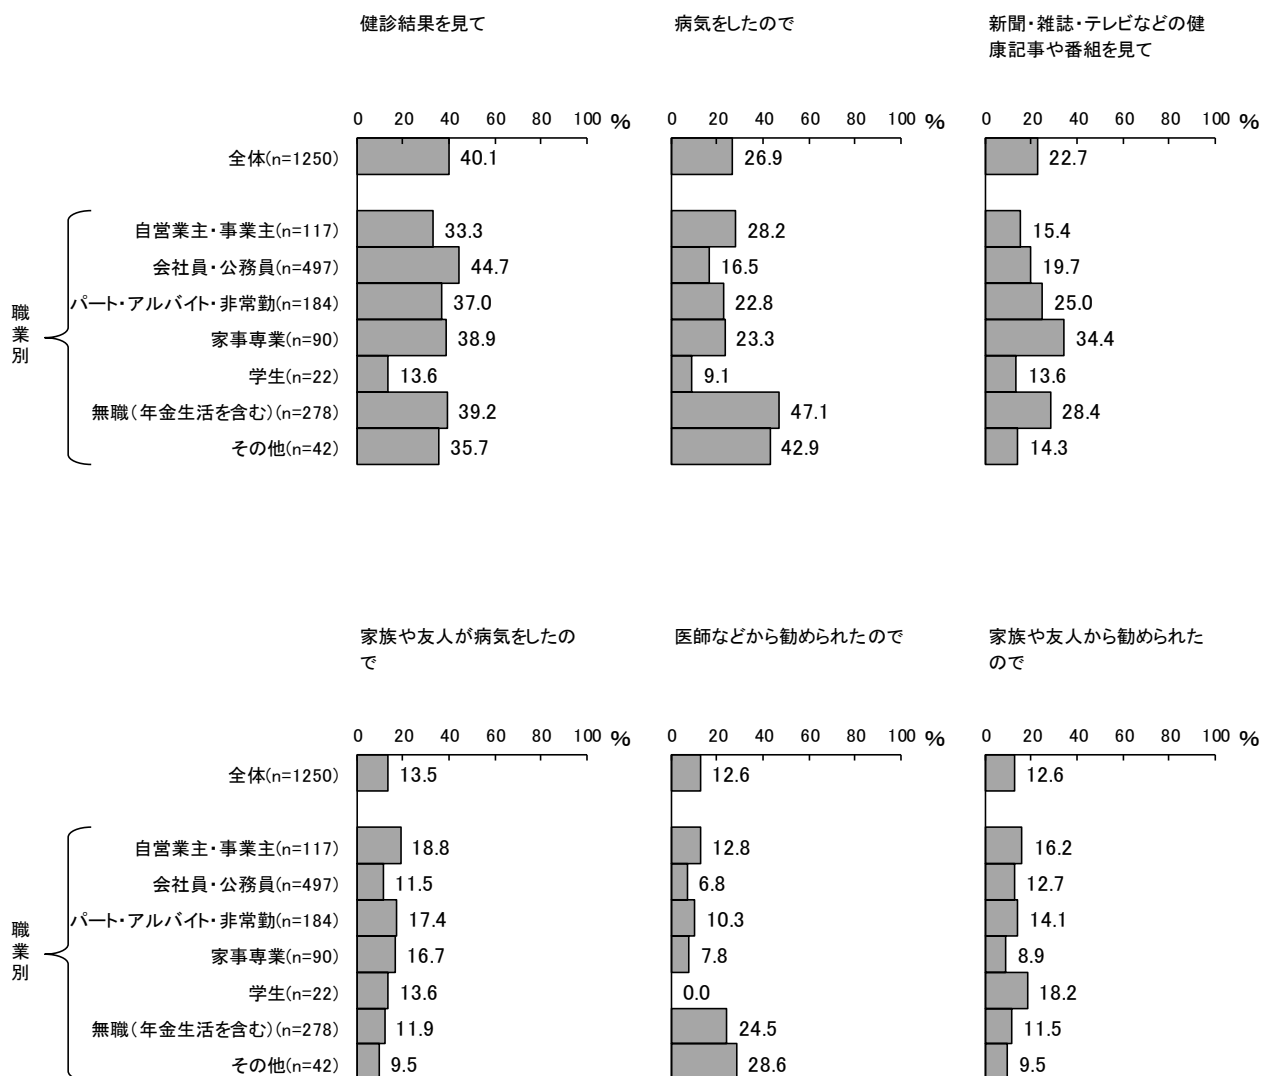 健診結果を見て
病気をしたので
新聞・雑誌・テレビなどの健
康記事や番組を見て
0 20 40 60 80 100 %
0 20 40 60 80 100 %
0 20 40 60 80 100 %
全体(n=1250) 40.1 26.9 22.7
職業別
自営業主・事業主(n=117) 33.3 28.2 15.4
会社員・公務員(n=497) 44.7 16.5 19.7
パート・アルバイト・非常勤(n=184) 37.0 22.8 25.0
家事専業(n=90) 38.9 23.3 34.4
学生(n=22) 13.6 9.1 13.6
無職(年金生活を含む)(n=278) 39.2 47.1 28.4
その他(n=42) 35.7 42.9 14.3
家族や友人が病気をしたの
で
医師などから勧められたので
家族や友人から勧められた
ので
0 20 40 60 80 100 %
0 20 40 60 80 100 %
0 20 40 60 80 100 %
全体(n=1250) 13.5 12.6 12.6
職業別
自営業主・事業主(n=117) 18.8 12.8 16.2
会社員・公務員(n=497) 11.5 6.8 12.7
パート・アルバイト・非常勤(n=184) 17.4 10.3 14.1
家事専業(n=90) 16.7 7.8 8.9
学生(n=22) 13.6 0.0 18.2
無職(年金生活を含む)(n=278) 11.9 24.5 11.5
その他(n=42) 9.5 28.6 9.5